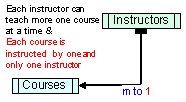 Each instructor can
teach more one course
at a time &
Each course is
instructed by one and
only one instructor
Instructors
Courses
m to 1